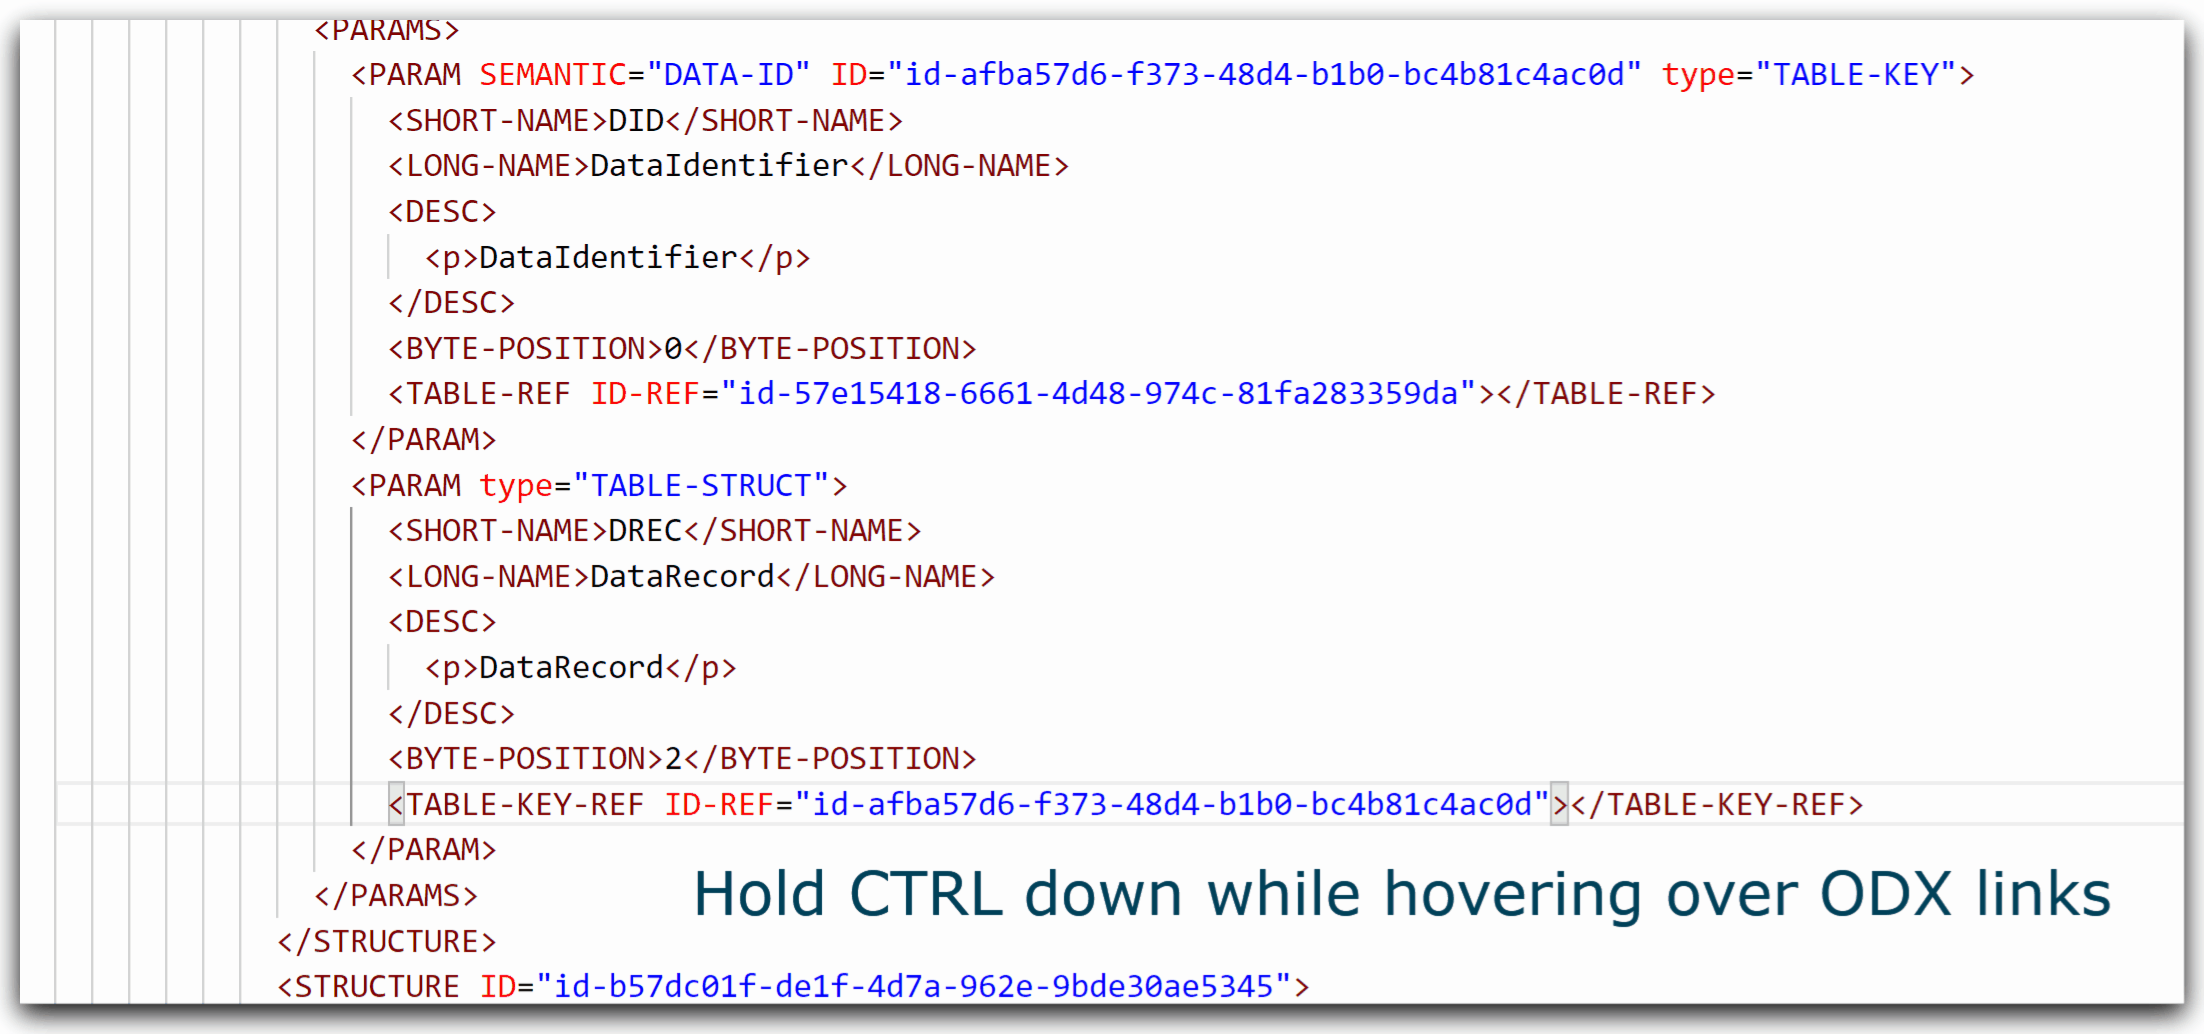 <PARAMS>
<PARAM SEMANTIC="DATA-ID" ID="id-afba57d6-f373-48d4-b1b0-bc4b81c4ac0d" type="TABLE-KEY">
<SHORT-NAME>DID</SHORT-NAME>
<LONG-NAME>DataIdentifier</LONG-NAME>
<DESC>
<p>DataIdentifier</p>
</DESC>
<BYTE-POSITION>0</BYTE-POSITION>
<TABLE-REF ID-REF="id-57e15418-6661-4d48-974c-81fa283359da"></TABLE-REF>
</PARAM>
<PARAM type="TABLE-STRUCT">
<SHORT-NAME>DREC</SHORT-NAME>
<LONG-NAME>DataRecord</LONG-NAME>
<DESC>
<p>DataRecord</p>
</DESC>
<BYTE-POSITION>2</BYTE-POSITION>
<TABLE-KEY-REF ID-REF="id-afba57d6-f373-48d4-b1b0-bc4b81c4ac0d"></TABLE-KEY-REF>
</PARAM>
</PARAMS>
Hold CTRL down while hovering over ODX links
</STRUCTURE>
<STRUCTURE ID="id-b57dc01f-de1f-4d7a-962e-9bde30ae5345">